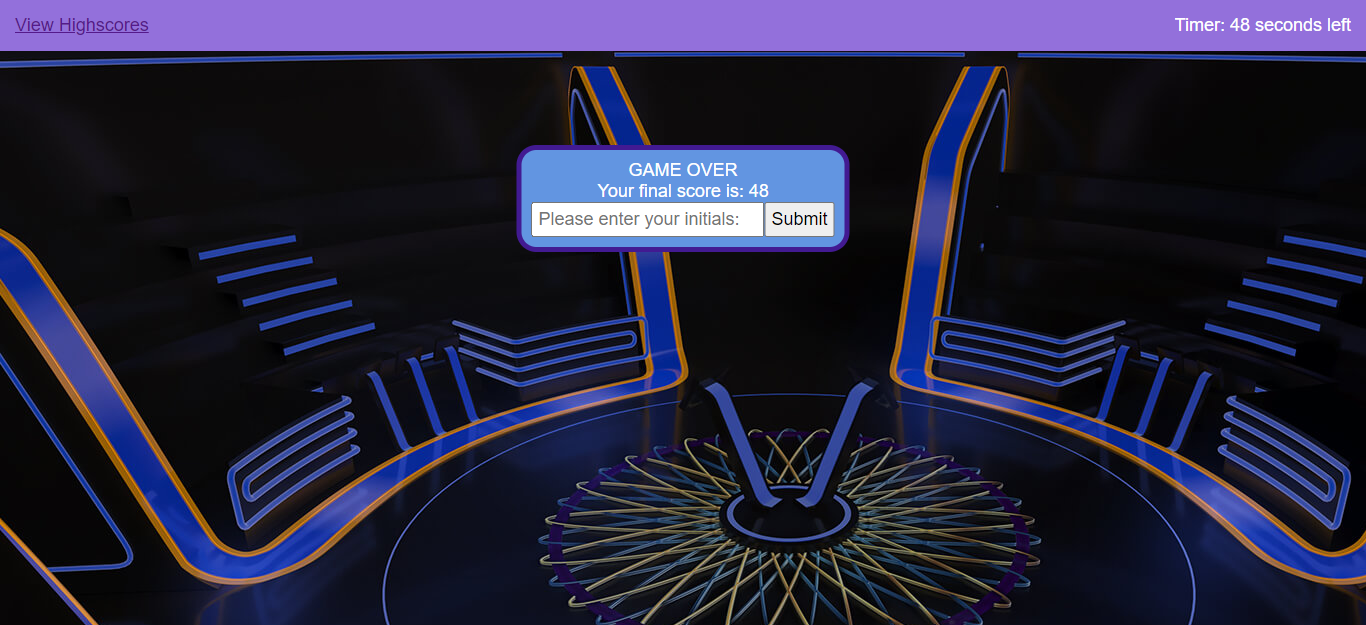 View Highscores
Timer: 48 seconds left
GAME OVER
Your final score is: 48
Please enter your initials:
Submit